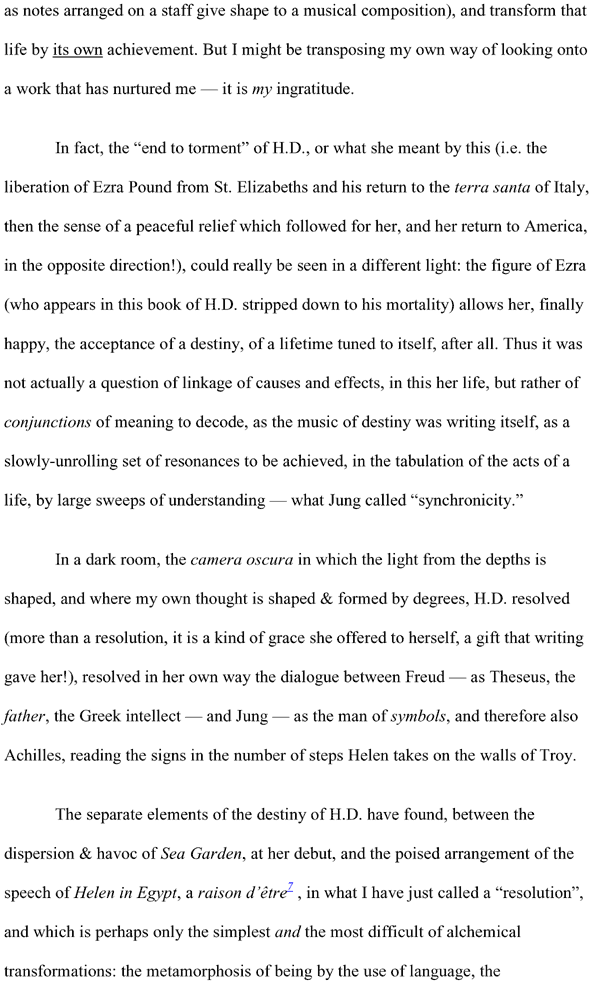 as notes arranged on a staff give shape to a musical composition), and transform that
life by its own achievement. But I might be transposing my own way of looking onto
a work that has nurtured me — it is my ingratitude.
In fact, the “end to torment” of H.D., or what she meant by this (i.e. the
liberation of Ezra Pound from St. Elizabeths and his return to the terra santa of Italy,
then the sense of a peaceful relief which followed for her, and her return to America,
in the opposite direction!), could really be seen in a different light: the figure of Ezra
(who appears in this book of H.D. stripped down to his mortality) allows her, finally
happy, the acceptance of a destiny, of a lifetime tuned to itself, after all. Thus it was
not actually a question of linkage of causes and effects, in this her life, but rather of
conjunctions of meaning to decode, as the music of destiny was writing itself, as a
slowly-unrolling set of resonances to be achieved, in the tabulation of the acts of a
life, by large sweeps of understanding — what Jung called “synchronicity.”
In a dark room, the camera oscura in which the light from the depths is
shaped, and where my own thought is shaped & formed by degrees, H.D. resolved
(more than a resolution, it is a kind of grace she offered to herself, a gift that writing
gave her!), resolved in her own way the dialogue between Freud — as Theseus, the
father, the Greek intellect — and Jung — as the man of symbols, and therefore also
Achilles, reading the signs in the number of steps Helen takes on the walls of Troy.
The separate elements of the destiny of H.D. have found, between the
dispersion & havoc of Sea Garden, at her debut, and the poised arrangement of the
speech of Helen in Egypt, a raison d’être7 , in what I have just called a “resolution”,
and which is perhaps only the simplest and the most difficult of alchemical
transformations: the metamorphosis of being by the use of language, the